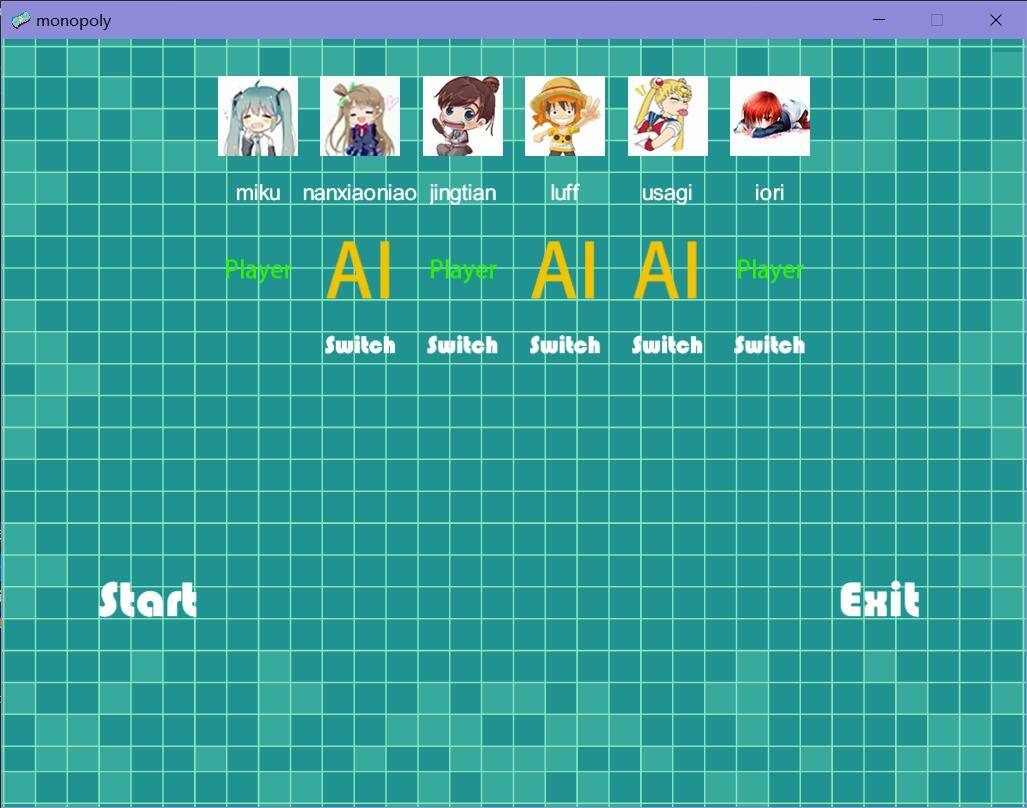 monopoly
miku nanxiaoniao jingtian luff usagi iori
Player AI Player AI AI Player
Switch Switch Switch Switch Switch
Start Exit